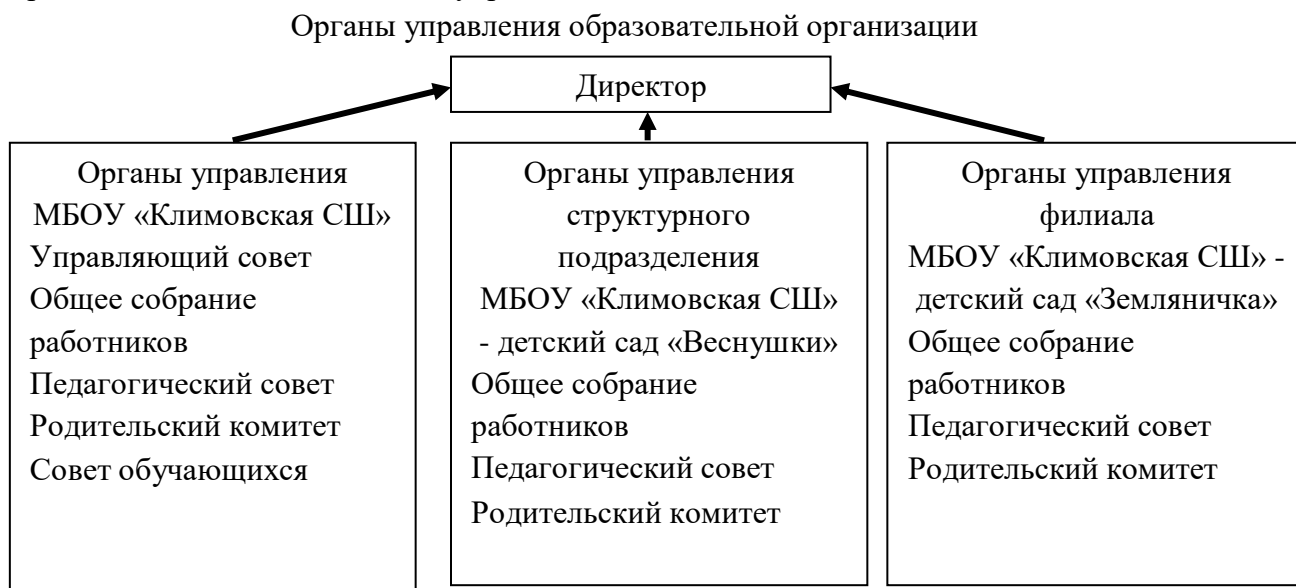 Органы управления образовательной организации
Директор
Органы управления
МБОУ «Климовская СШ»
Управляющий совет
Общее собрание
работников
Педагогический совет
Родительский комитет
Совет обучающихся
Органы управления
структурного
подразделения
МБОУ «Климовская СШ»
- детский сад «Веснушки»
Общее собрание
работников
Педагогический совет
Родительский комитет
Органы управления
филиала
МБОУ «Климовская СШ» -
детский сад «Земляничка»
Общее собрание
работников
Педагогический совет
Родительский комитет